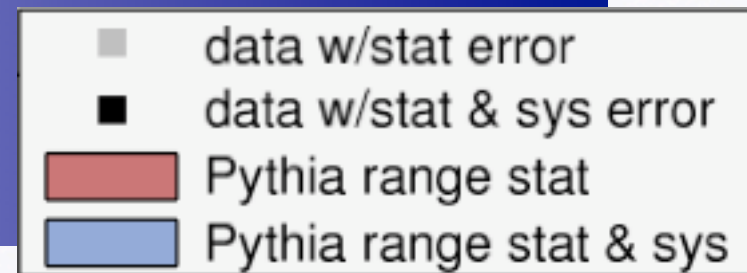 data w/stat error
data w/stat & sys error
Pythia range stat
Pythia range stat & sys